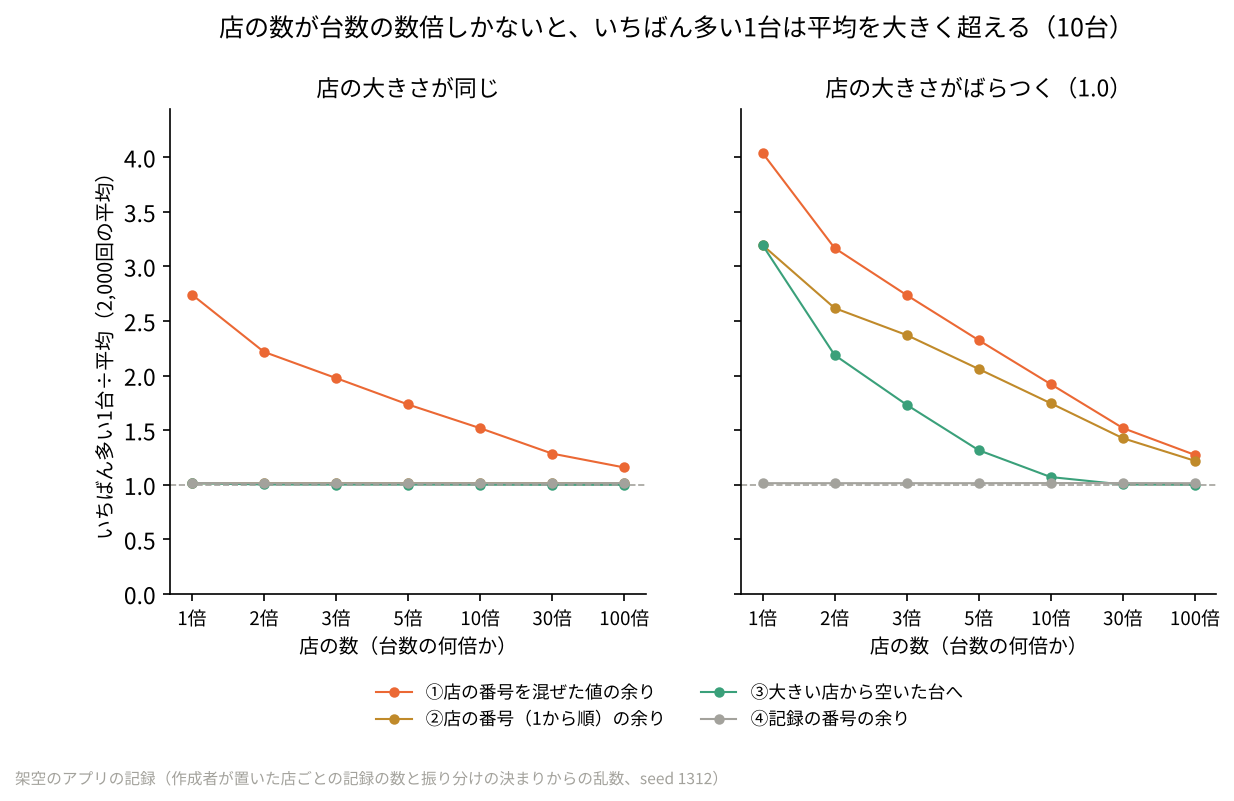 店の数が台数の数倍しかないと、いちばん多い1台は平均を大きく超える（10台）
店の大きさが同じ
店の大きさがばらつく（1.0）
いちばん多い1台÷平均（2,000回の平均）
4.0
3.5
3.0
2.5
2.0
1.5
1.0
0.5
0.0
1倍 2倍 3倍 5倍 10倍 30倍 100倍
店の数（台数の何倍か）
1倍 2倍 3倍 5倍 10倍 30倍 100倍
店の数（台数の何倍か）
①店の番号を混ぜた値の余り
②店の番号（1から順）の余り
③大きい店から空いた台へ
④記録の番号の余り
架空のアプリの記録（作成者が置いた店ごとの記録の数と振り分けの決まりからの乱数、seed 1312）